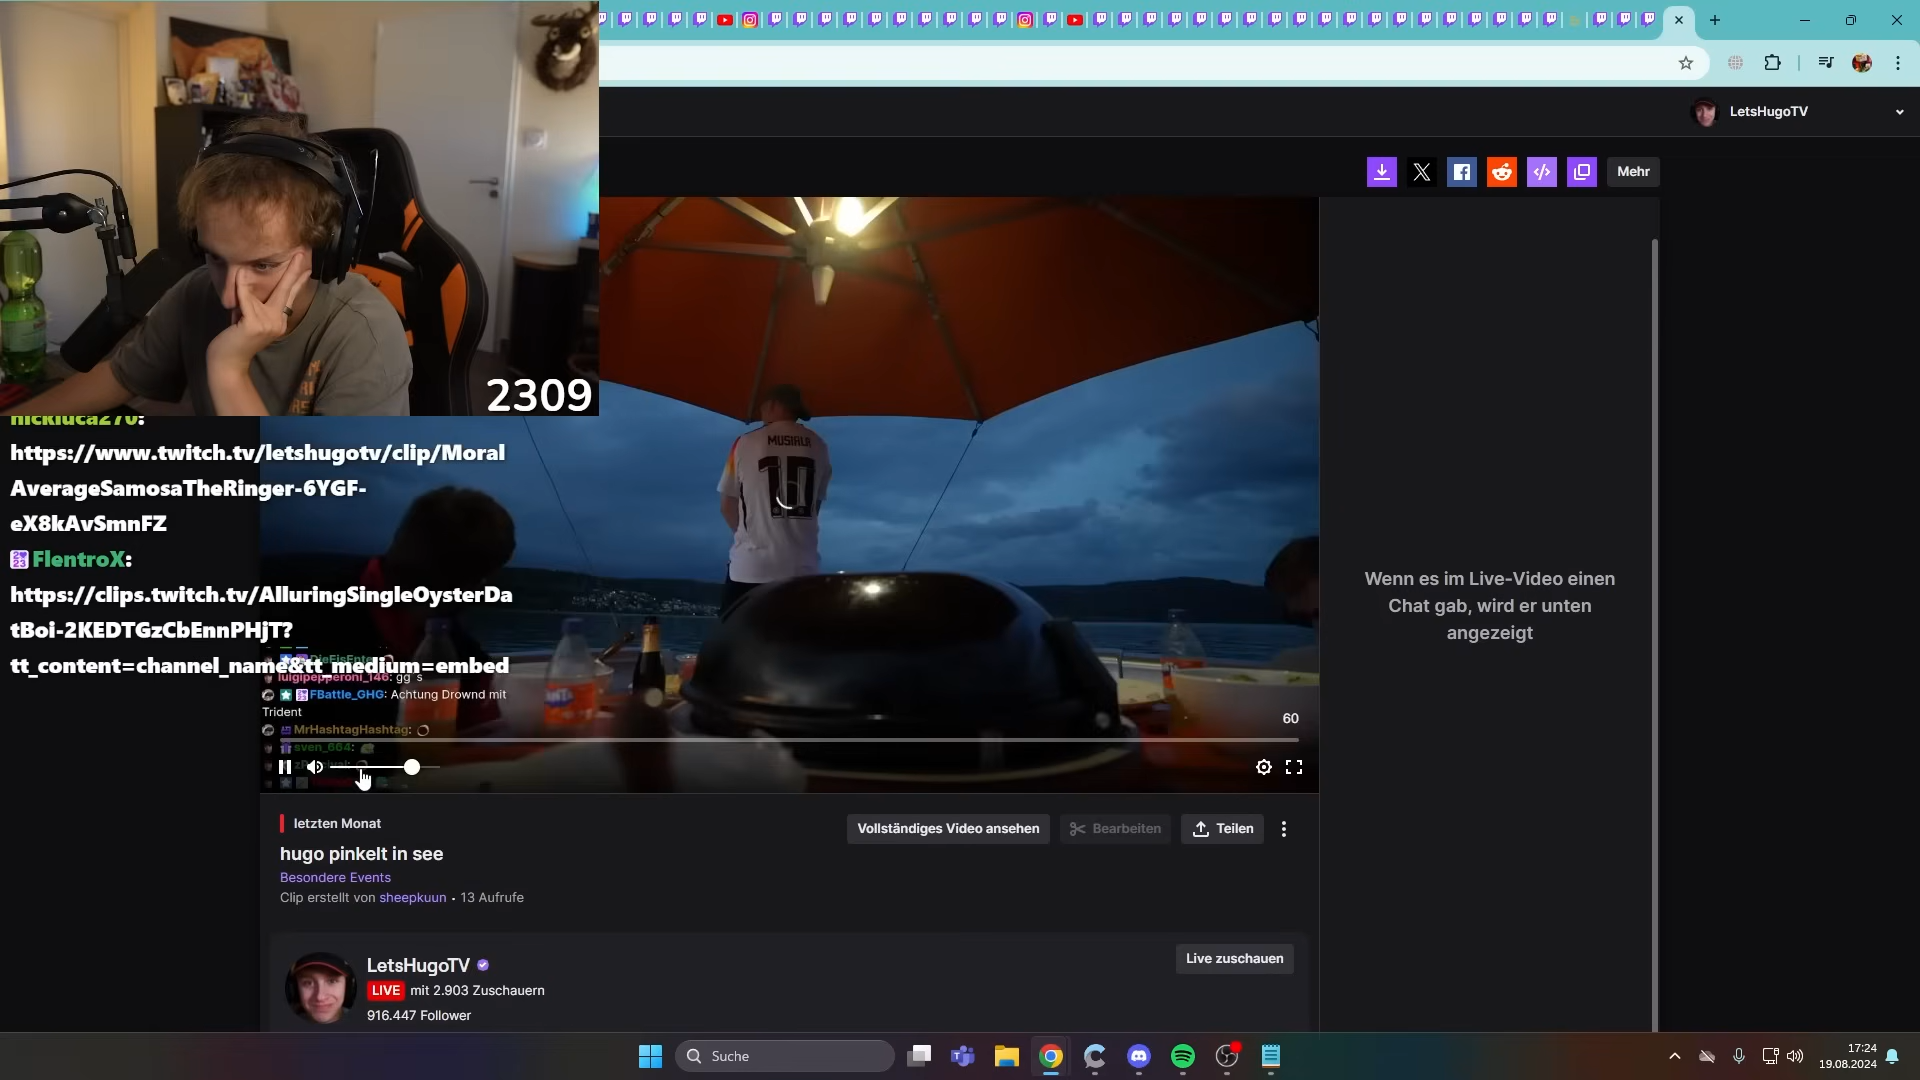 LetsHugoTV
Mehr
2309
MUSIALA
10
nickluca270:
https://www.twitch.tv/letshugotv/clip/Moral
AverageSamosaTheRinger-6YGF-
eX8kAvSmnFZ
FlentroX:
https://clips.twitch.tv/AlluringSingleOysterDa
tBoi-2KEDTGzCbEnnPHjT?
tt_content=channel_name&tt_medium=embed
luigipepperoni_146: gg s
FBattle_GHG: Achtung Drownd mit
Trident
MrHashtagHashtag:
sven_664:
60
Wenn es im Live-Video einen
Chat gab, wird er unten
angezeigt
letzten Monat
Vollständiges Video ansehen
Bearbeiten
Teilen
hugo pinkelt in see
Besondere Events
Clip erstellt von sheepkuun • 13 Aufrufe
LetsHugoTV
Live zuschauen
LIVE mit 2.903 Zuschauern
916.447 Follower
Suche
17:24
19.08.2024